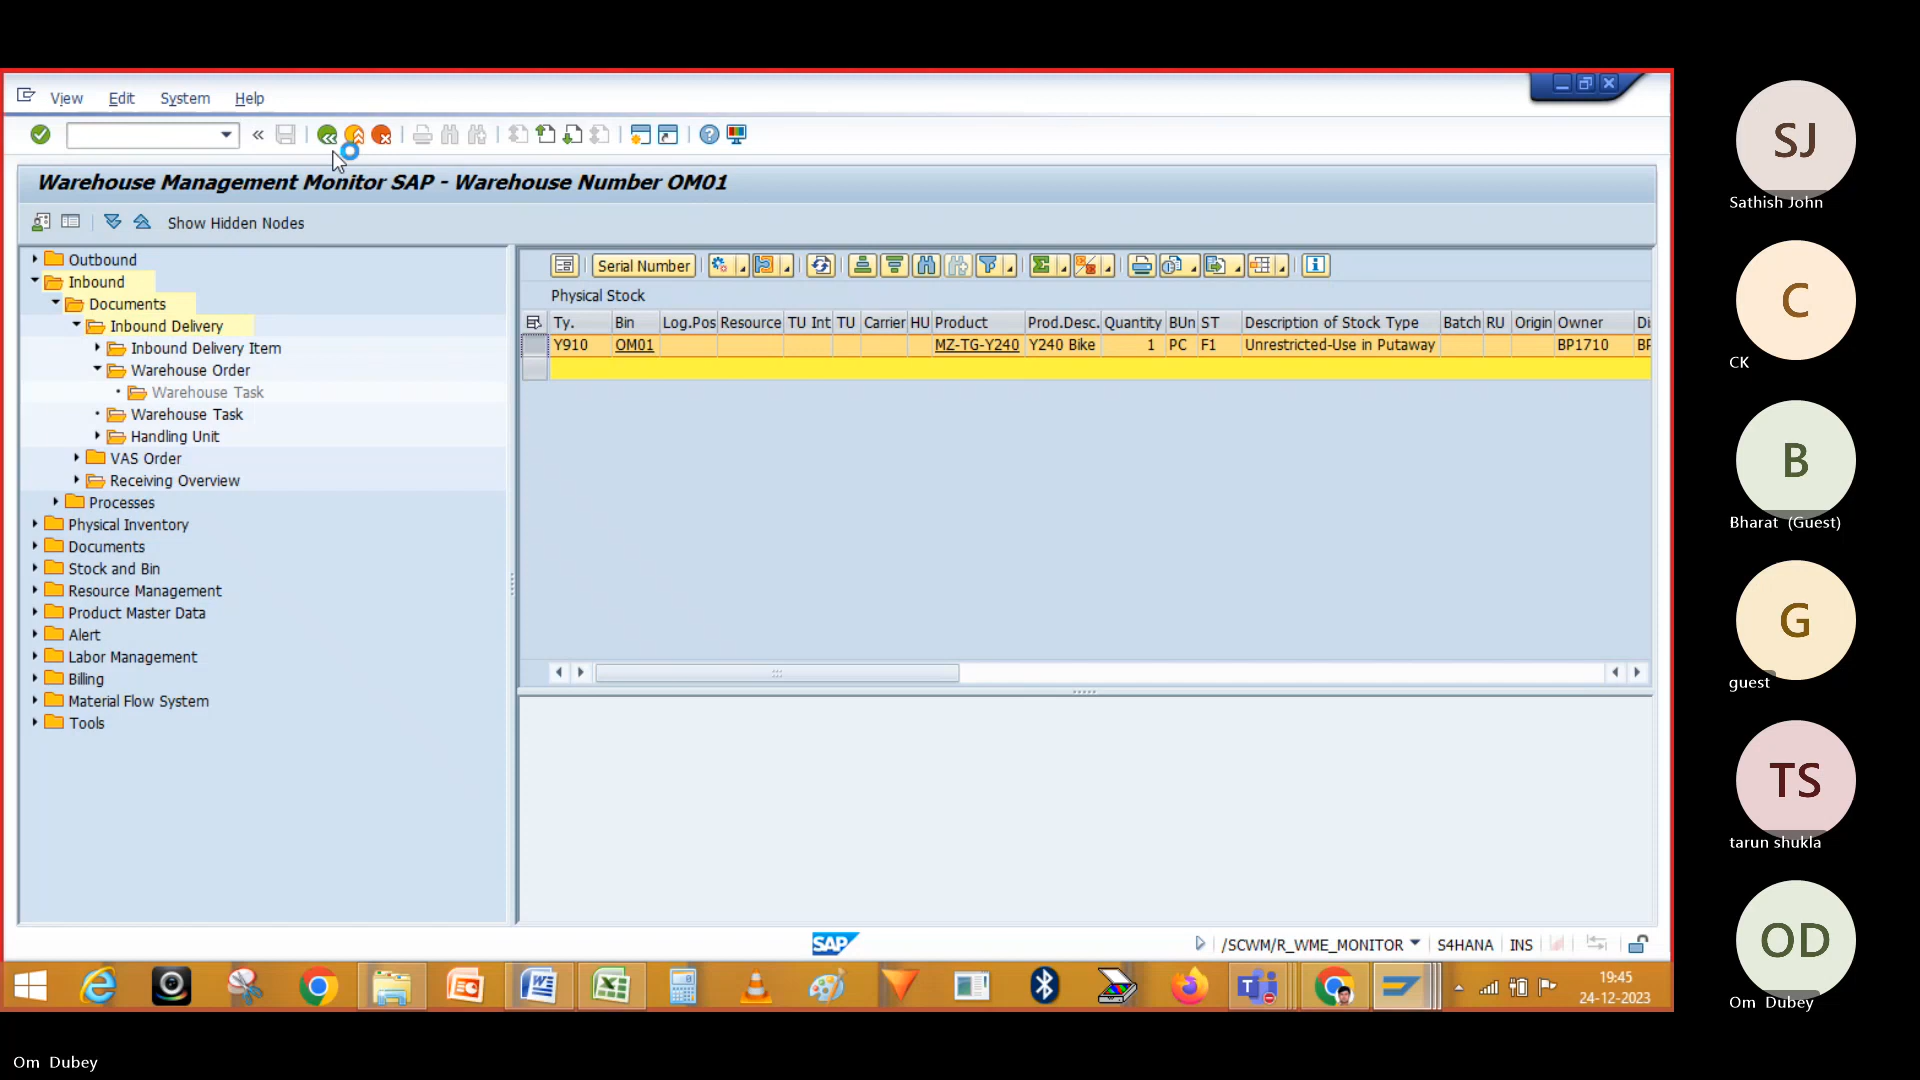 View Edit System Help
Warehouse Management Monitor SAP - Warehouse Number OM01
Show Hidden Nodes
Outbound
Inbound
Documents
Inbound Delivery
Inbound Delivery Item
Warehouse Order
Warehouse Task
Warehouse Task
Handling Unit
VAS Order
Receiving Overview
Processes
Physical Inventory
Documents
Stock and Bin
Resource Management
Product Master Data
Alert
Labor Management
Billing
Material Flow System
Tools
Serial Number
Physical Stock
Ty. Bin Log.Pos Resource TU Int TU Carrier HU Product Prod.Desc. Quantity BUn ST Description of Stock Type Batch RU Origin Owner Di
Y910 OM01 MZ-TG-Y240 Y240 Bike 1 PC F1 Unrestricted-Use in Putaway BP1710 BP
SAP
/SCWM/R_WME_MONITOR S4HANA INS
19:45
24-12-2023
SJ
Sathish John
C
CK
B
Bharat (Guest)
G
guest
TS
tarun shukla
OD
Om Dubey
Om Dubey